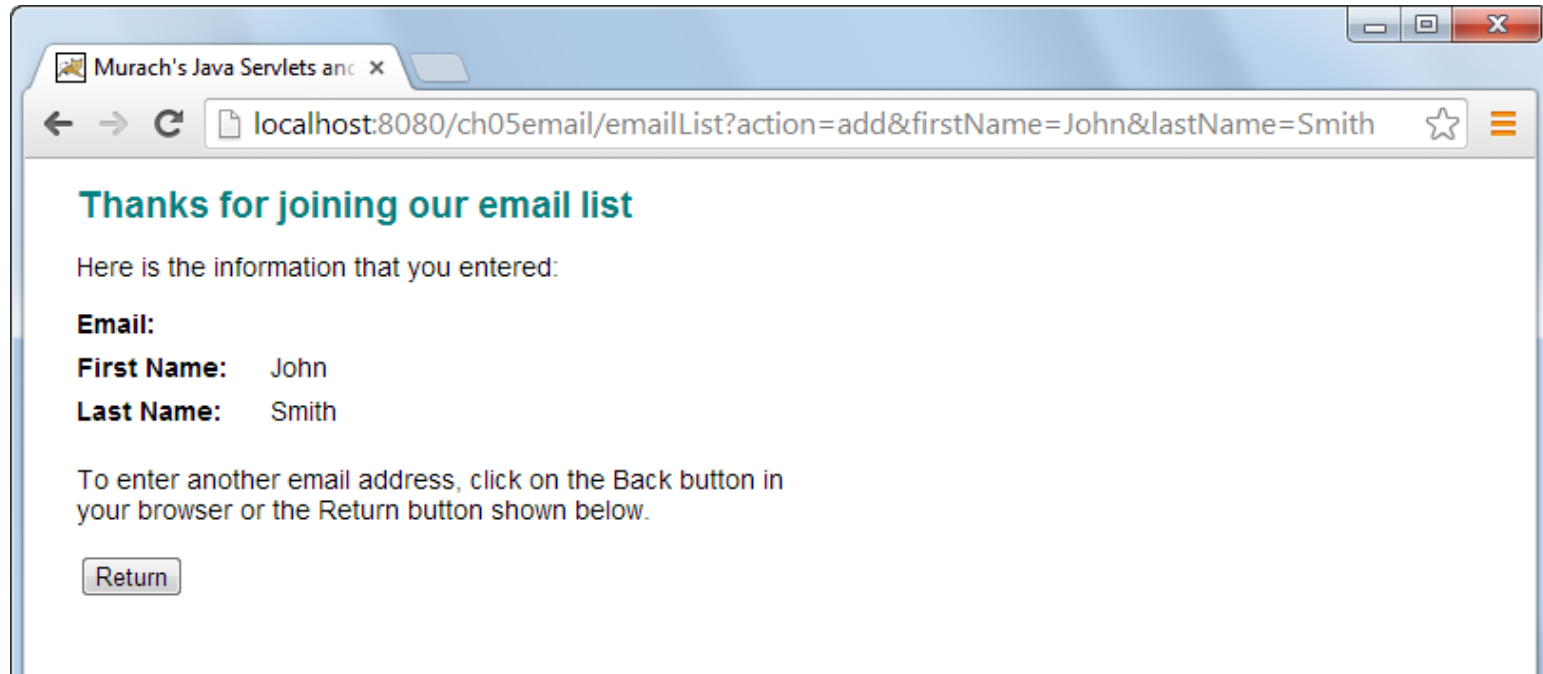 Murach's Java Servlets and
localhost:8080/ch05email/emailList?action=add&firstName=John&lastName=Smith
Thanks for joining our email list
Here is the information that you entered:
Email:
First Name: John
Last Name: Smith
To enter another email address, click on the Back button in
your browser or the Return button shown below.
Return